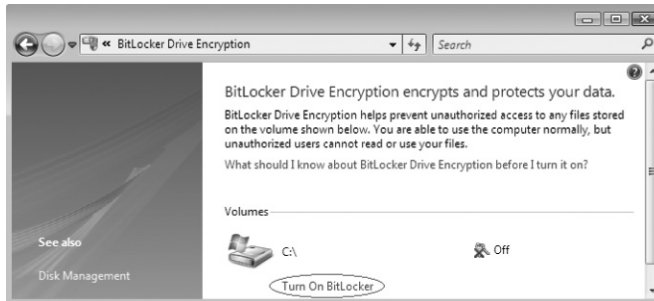 « BitLocker Drive Encryption
Search
BitLocker Drive Encryption encrypts and protects your data.
BitLocker Drive Encryption helps prevent unauthorized access to any files stored
on the volume shown below. You are able to use the computer normally, but
unauthorized users cannot read or use your files.
What should I know about BitLocker Drive Encryption before I turn it on?
Volumes
C:\
Off
Turn On BitLocker
See also
Disk Management